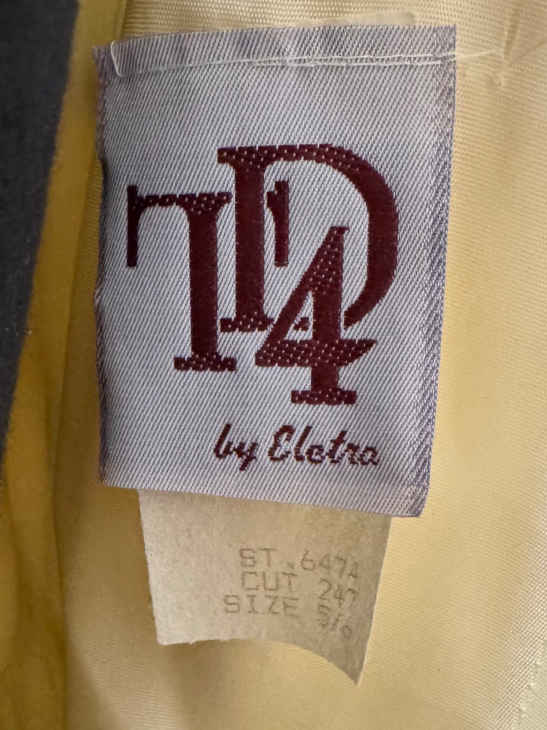 TD4
by Eletra
ST.6474
CUT 247
SIZE 5/6